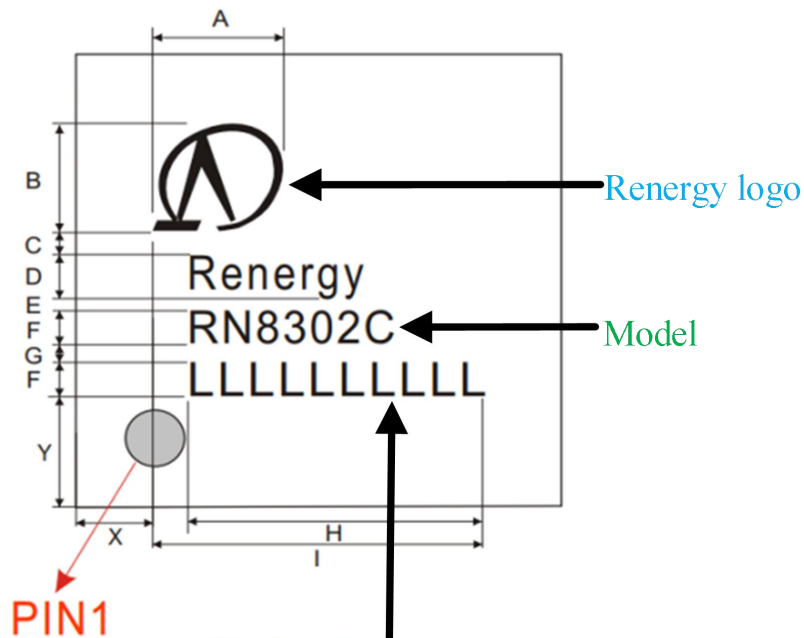 A
B
Renergy logo
C
D
Renergy
E
F
RN8302C
Model
G
F
LLLLLLLLLL
Y
X
H
I
PIN1